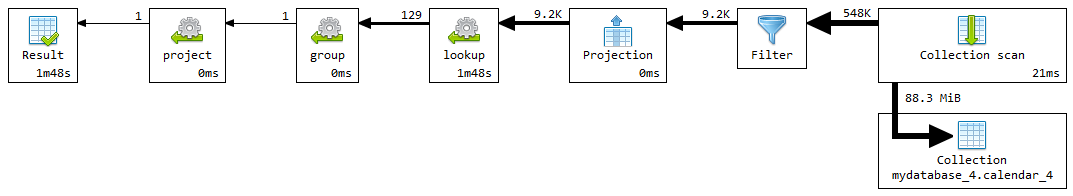 1
1
129
9.2K
9.2K
548K
Result
project
group
lookup
Projection
Filter
Collection scan
1m48s
0ms
0ms
1m48s
0ms
21ms
88.3 MiB
Collection
mydatabase_4.calendar_4